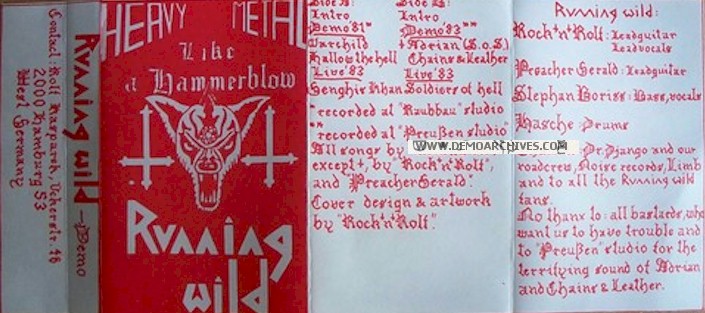 Contact: Rolf Kasparek, Uckerstr. 46
2000 Hamburg 53
West Germany
Running Wild — Demo
HEAVY METAL
Like
a Hammerblow
Running
Wild
Side A: Side B:
Intro Intro
Demo'81* Demo'83**
Warchild + Adrian (S.o.S.)
Hallow the hell Chains & Leather
Live'83 Live'83
Genghis Khan Soldiers of hell
*recorded at "Raubbau" studio
**recorded at "Preußen studio"
All songs by
except +, by "Rock'n'Rolf",
and "PreacherGerald".
Cover design & artwork
by "Rock'n'Rolf".
WWW.DEMOARCHIVES.COM
Running wild:
Rock'n'Rolf: Leadguitar
Leadvocals
Preacher Gerald: Leadguitar
Stephan Boriss: Bass, vocals
Hasche: Drums
Dr. Django and our
roadcrew, Noise records, Limb
and to all the Running wild
fans.
No thanx to: all bastards, who
want us to have trouble and
to "Preußen" studio for the
terrifying sound of Adrian
and Chains & Leather.